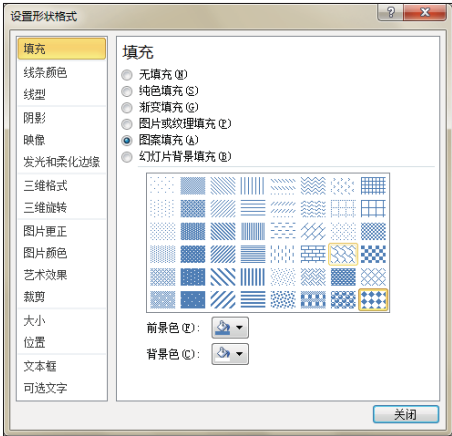 设置形状格式
填充
线条颜色
线型
阴影
映像
发光和柔化边缘
三维格式
三维旋转
图片更正
图片颜色
艺术效果
裁剪
大小
位置
文本框
可选文字
填充
无填充(N)
纯色填充(S)
渐变填充(G)
图片或纹理填充(P)
图案填充(A)
幻灯片背景填充(B)
前景色(F):
背景色(C):
关闭